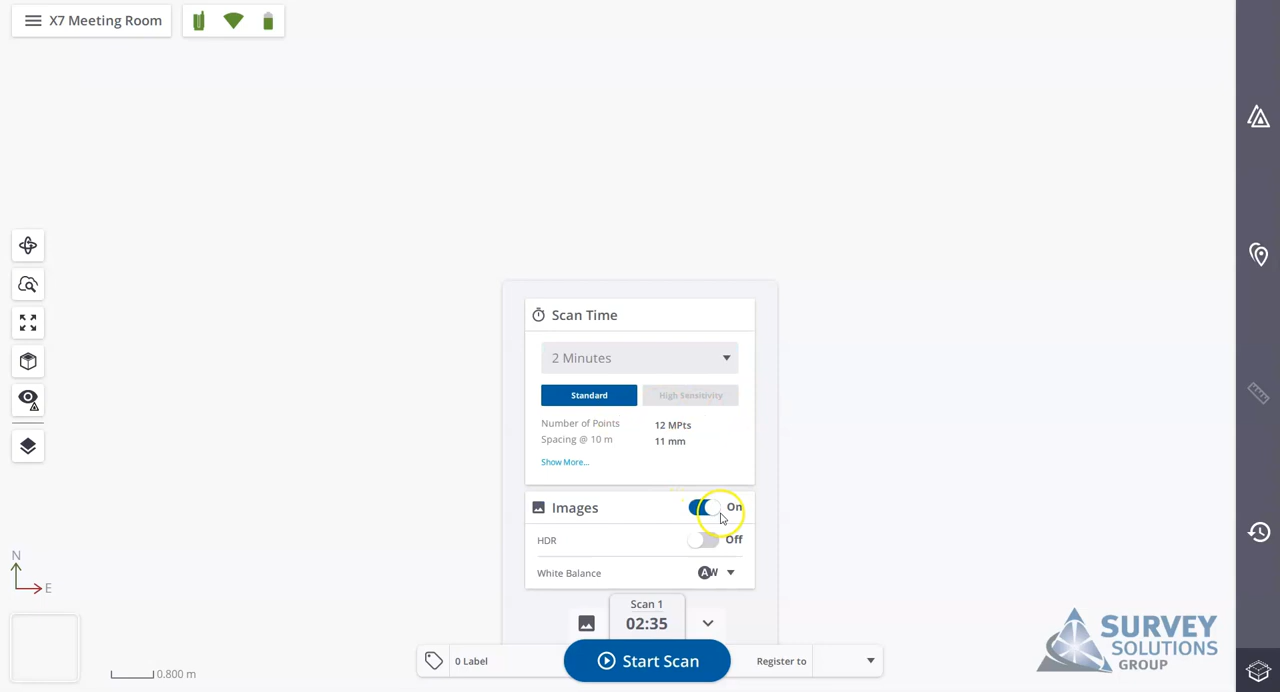 X7 Meeting Room
Scan Time
2 Minutes
Standard
High Sensitivity
Number of Points
12 MPts
Spacing @ 10 m
11 mm
Show More...
Images
On
HDR
Off
White Balance
AW
Scan 1
02:35
0 Label
Start Scan
Register to
N
E
0.800 m
SURVEY
SOLUTIONS
GROUP